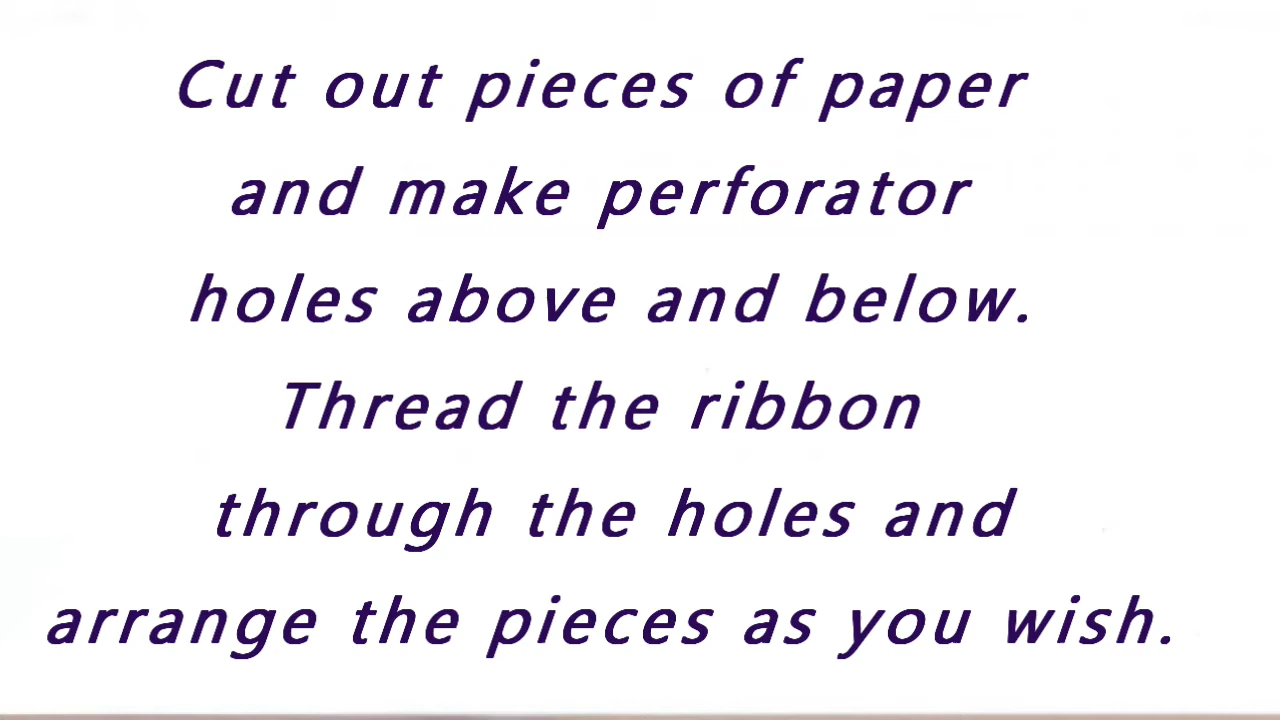 Cut out pieces of paper
and make perforator
holes above and below.
Thread the ribbon
through the holes and
arrange the pieces as you wish.